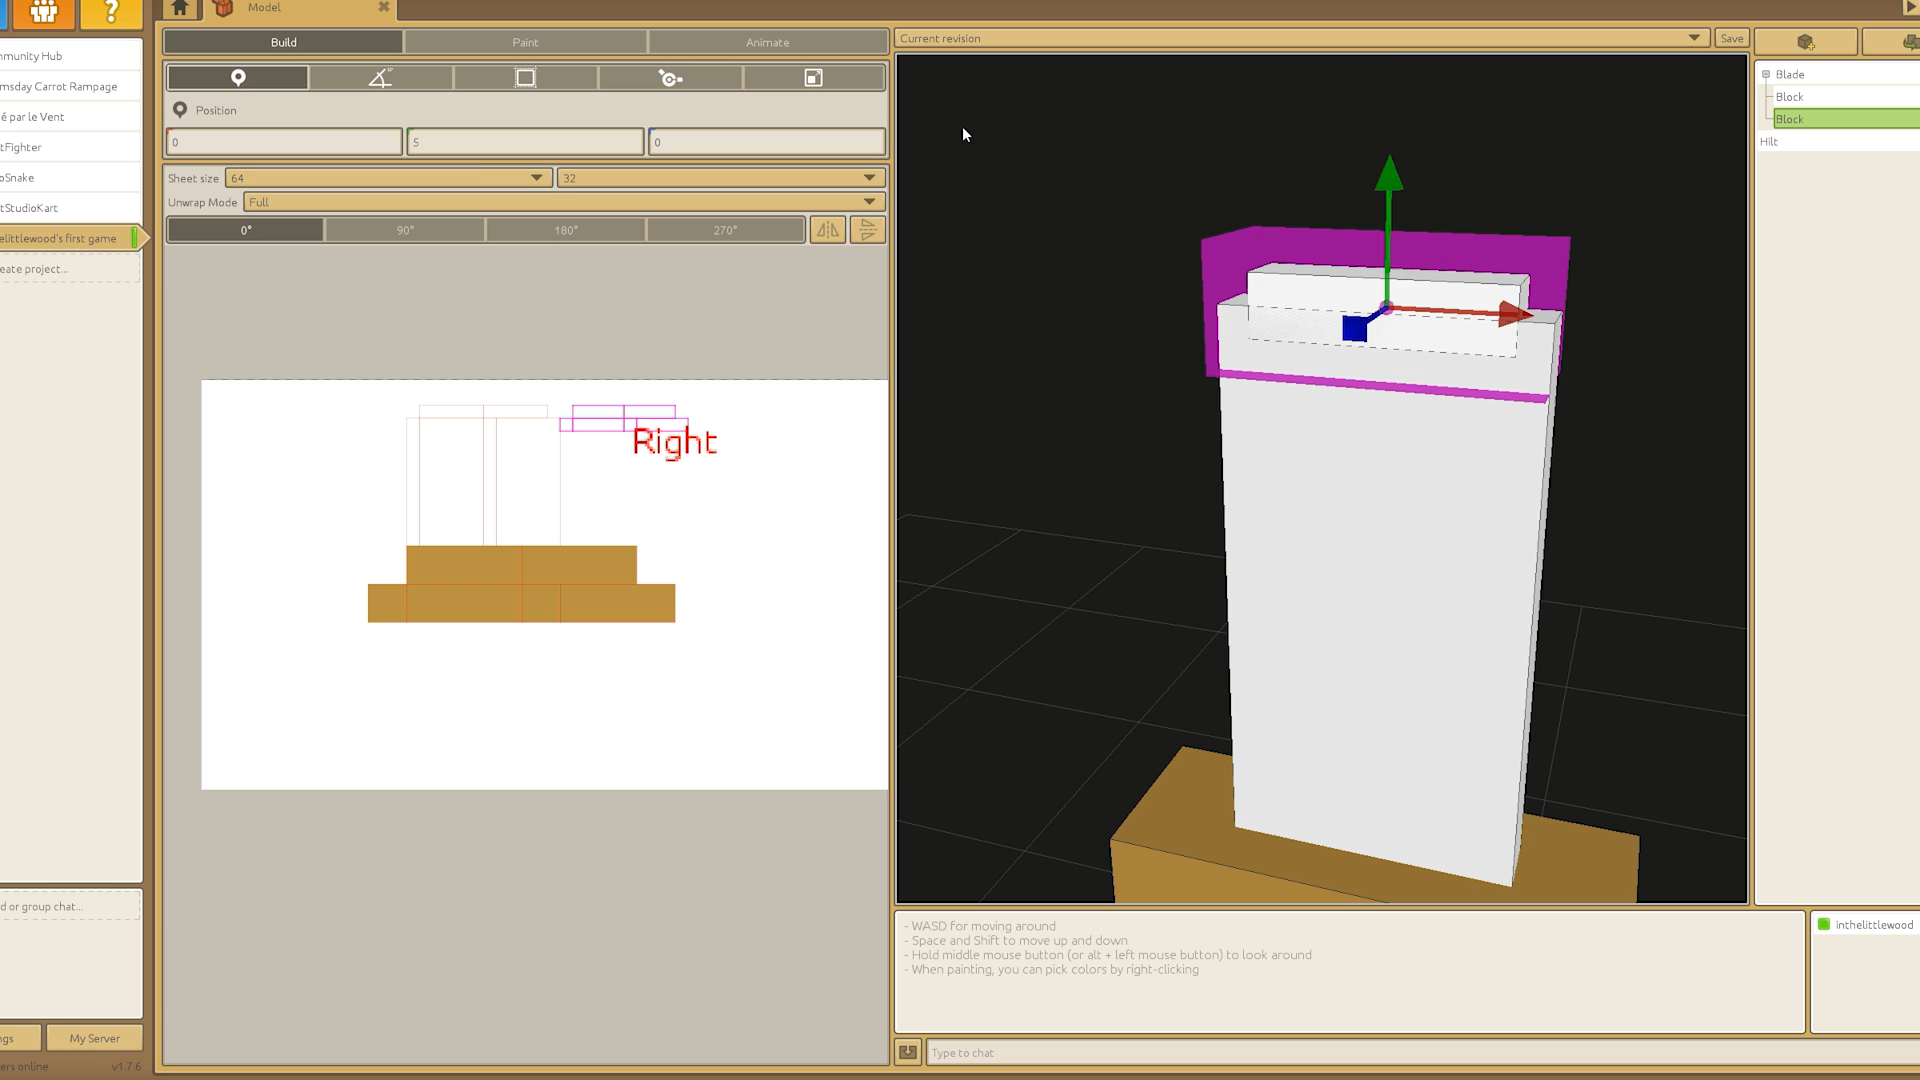 ?
Model
mmunity Hub
msday Carrot Rampage
é par le Vent
tFighter
oSnake
tStudioKart
elittlewood's first game
eate project...
d or group chat...
ngs
My Server
ers online
v1.7.6
Build
Paint
Animate
Position
0
5
0
Sheet size
64
32
Unwrap Mode
Full
0°
90°
180°
270°
Right
Current revision
Save
Blade
Block
Block
Hilt
- WASD for moving around
- Space and Shift to move up and down
- Hold middle mouse button (or alt + left mouse button) to look around
- When painting, you can pick colors by right-clicking
inthelittlewood
Type to chat